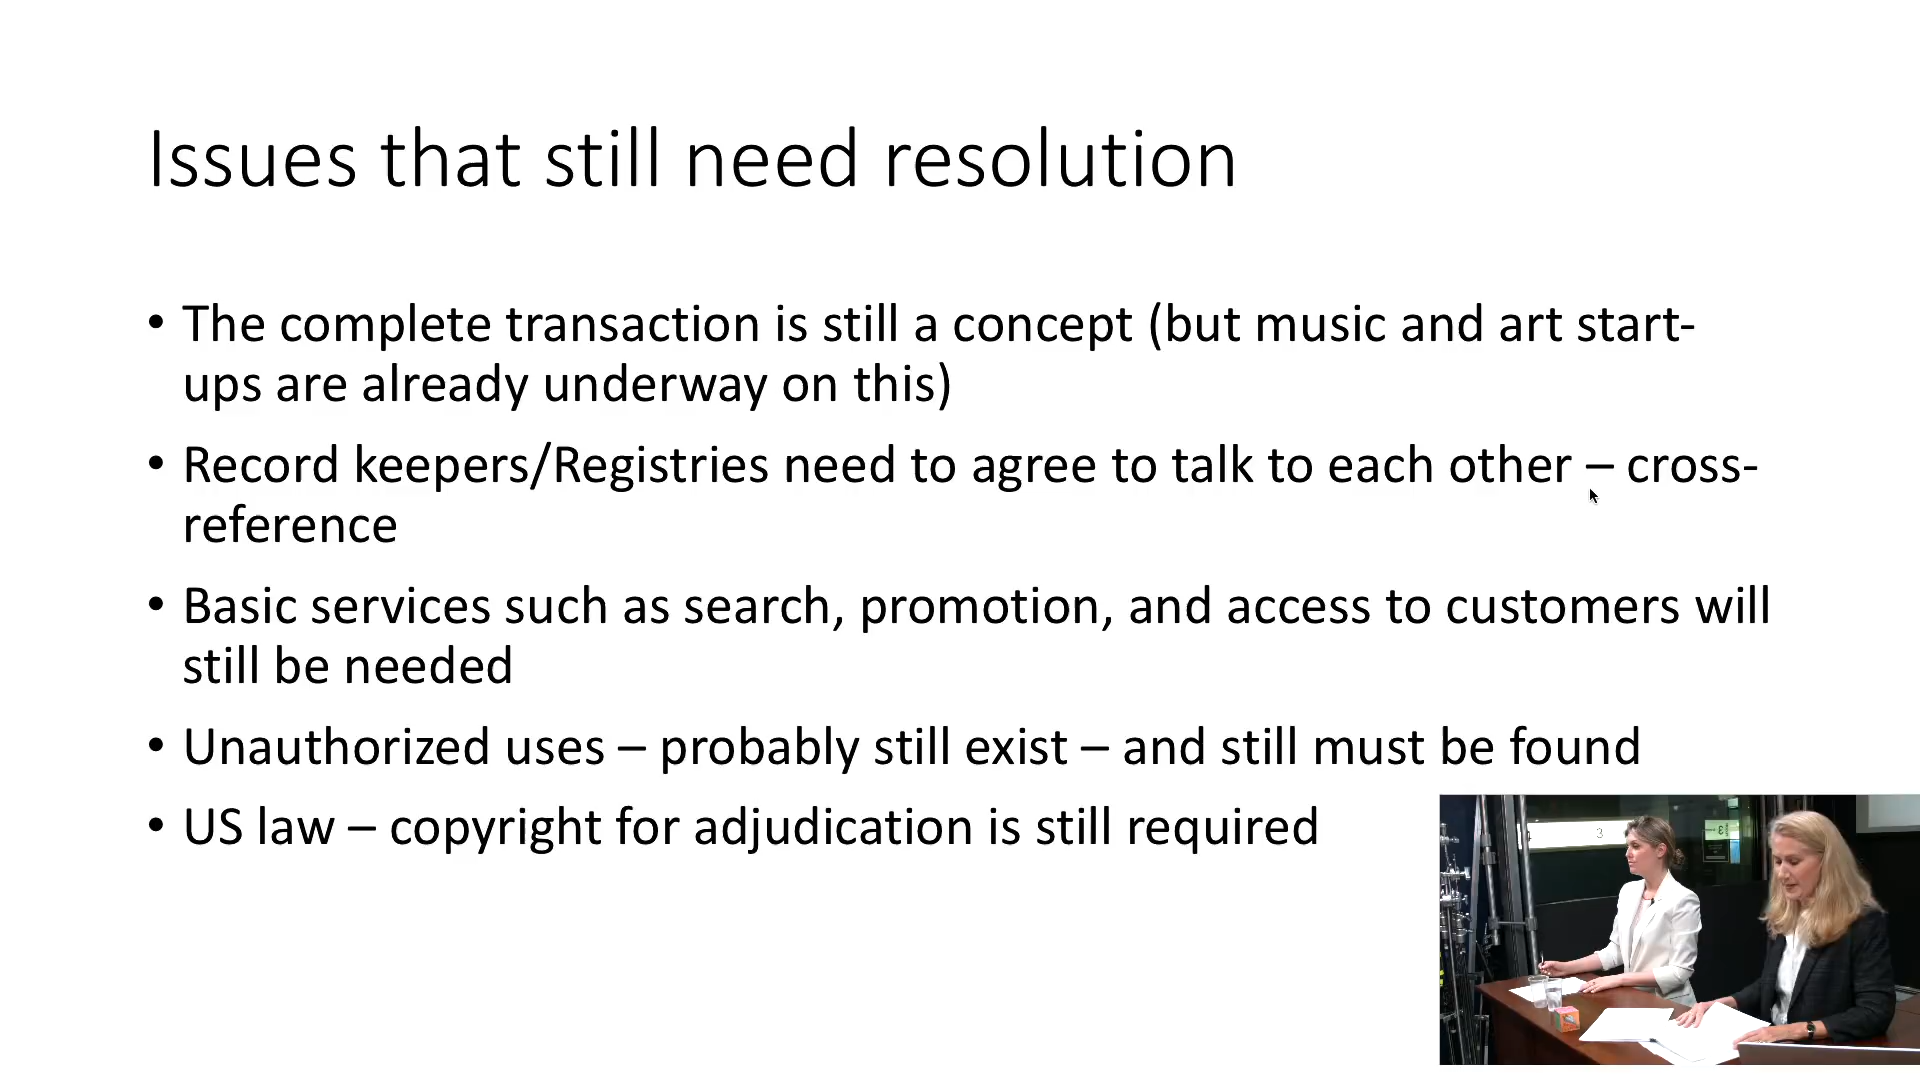 Issues that still need resolution
• The complete transaction is still a concept (but music and art start-
ups are already underway on this)
• Record keepers/Registries need to agree to talk to each other – cross-
reference
• Basic services such as search, promotion, and access to customers will
still be needed
• Unauthorized uses – probably still exist – and still must be found
• US law – copyright for adjudication is still required
3